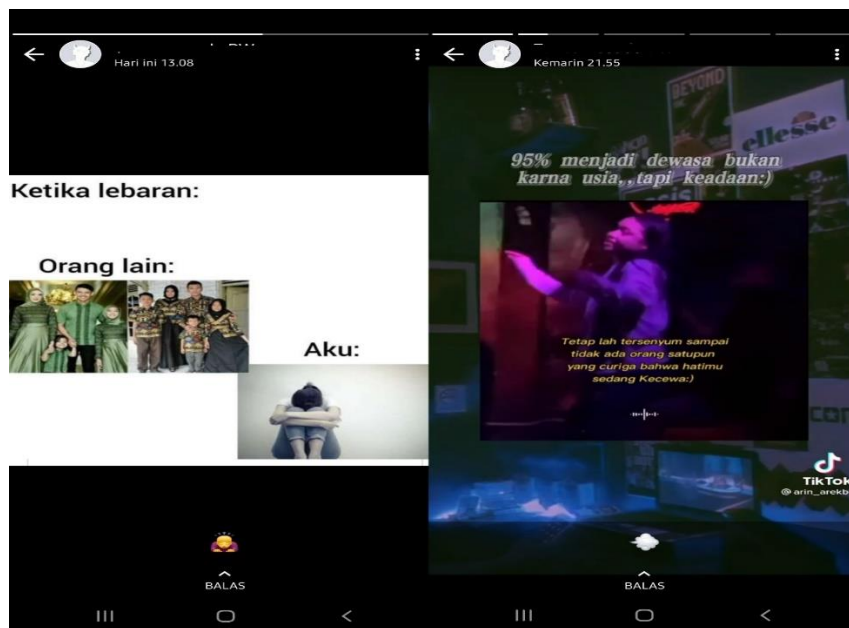 Hari ini 13.08
Ketika lebaran:
Orang lain:
Aku:
BALAS
Kemarin 21.55
BEYOND
ellesse
95% menjadi dewasa bukan
karna usia,,tapi keadaan:)
Tetap lah tersenyum sampai
tidak ada orang satupun
yang curiga bahwa hatimu
sedang Kecewa:)
TikTok
BALAS